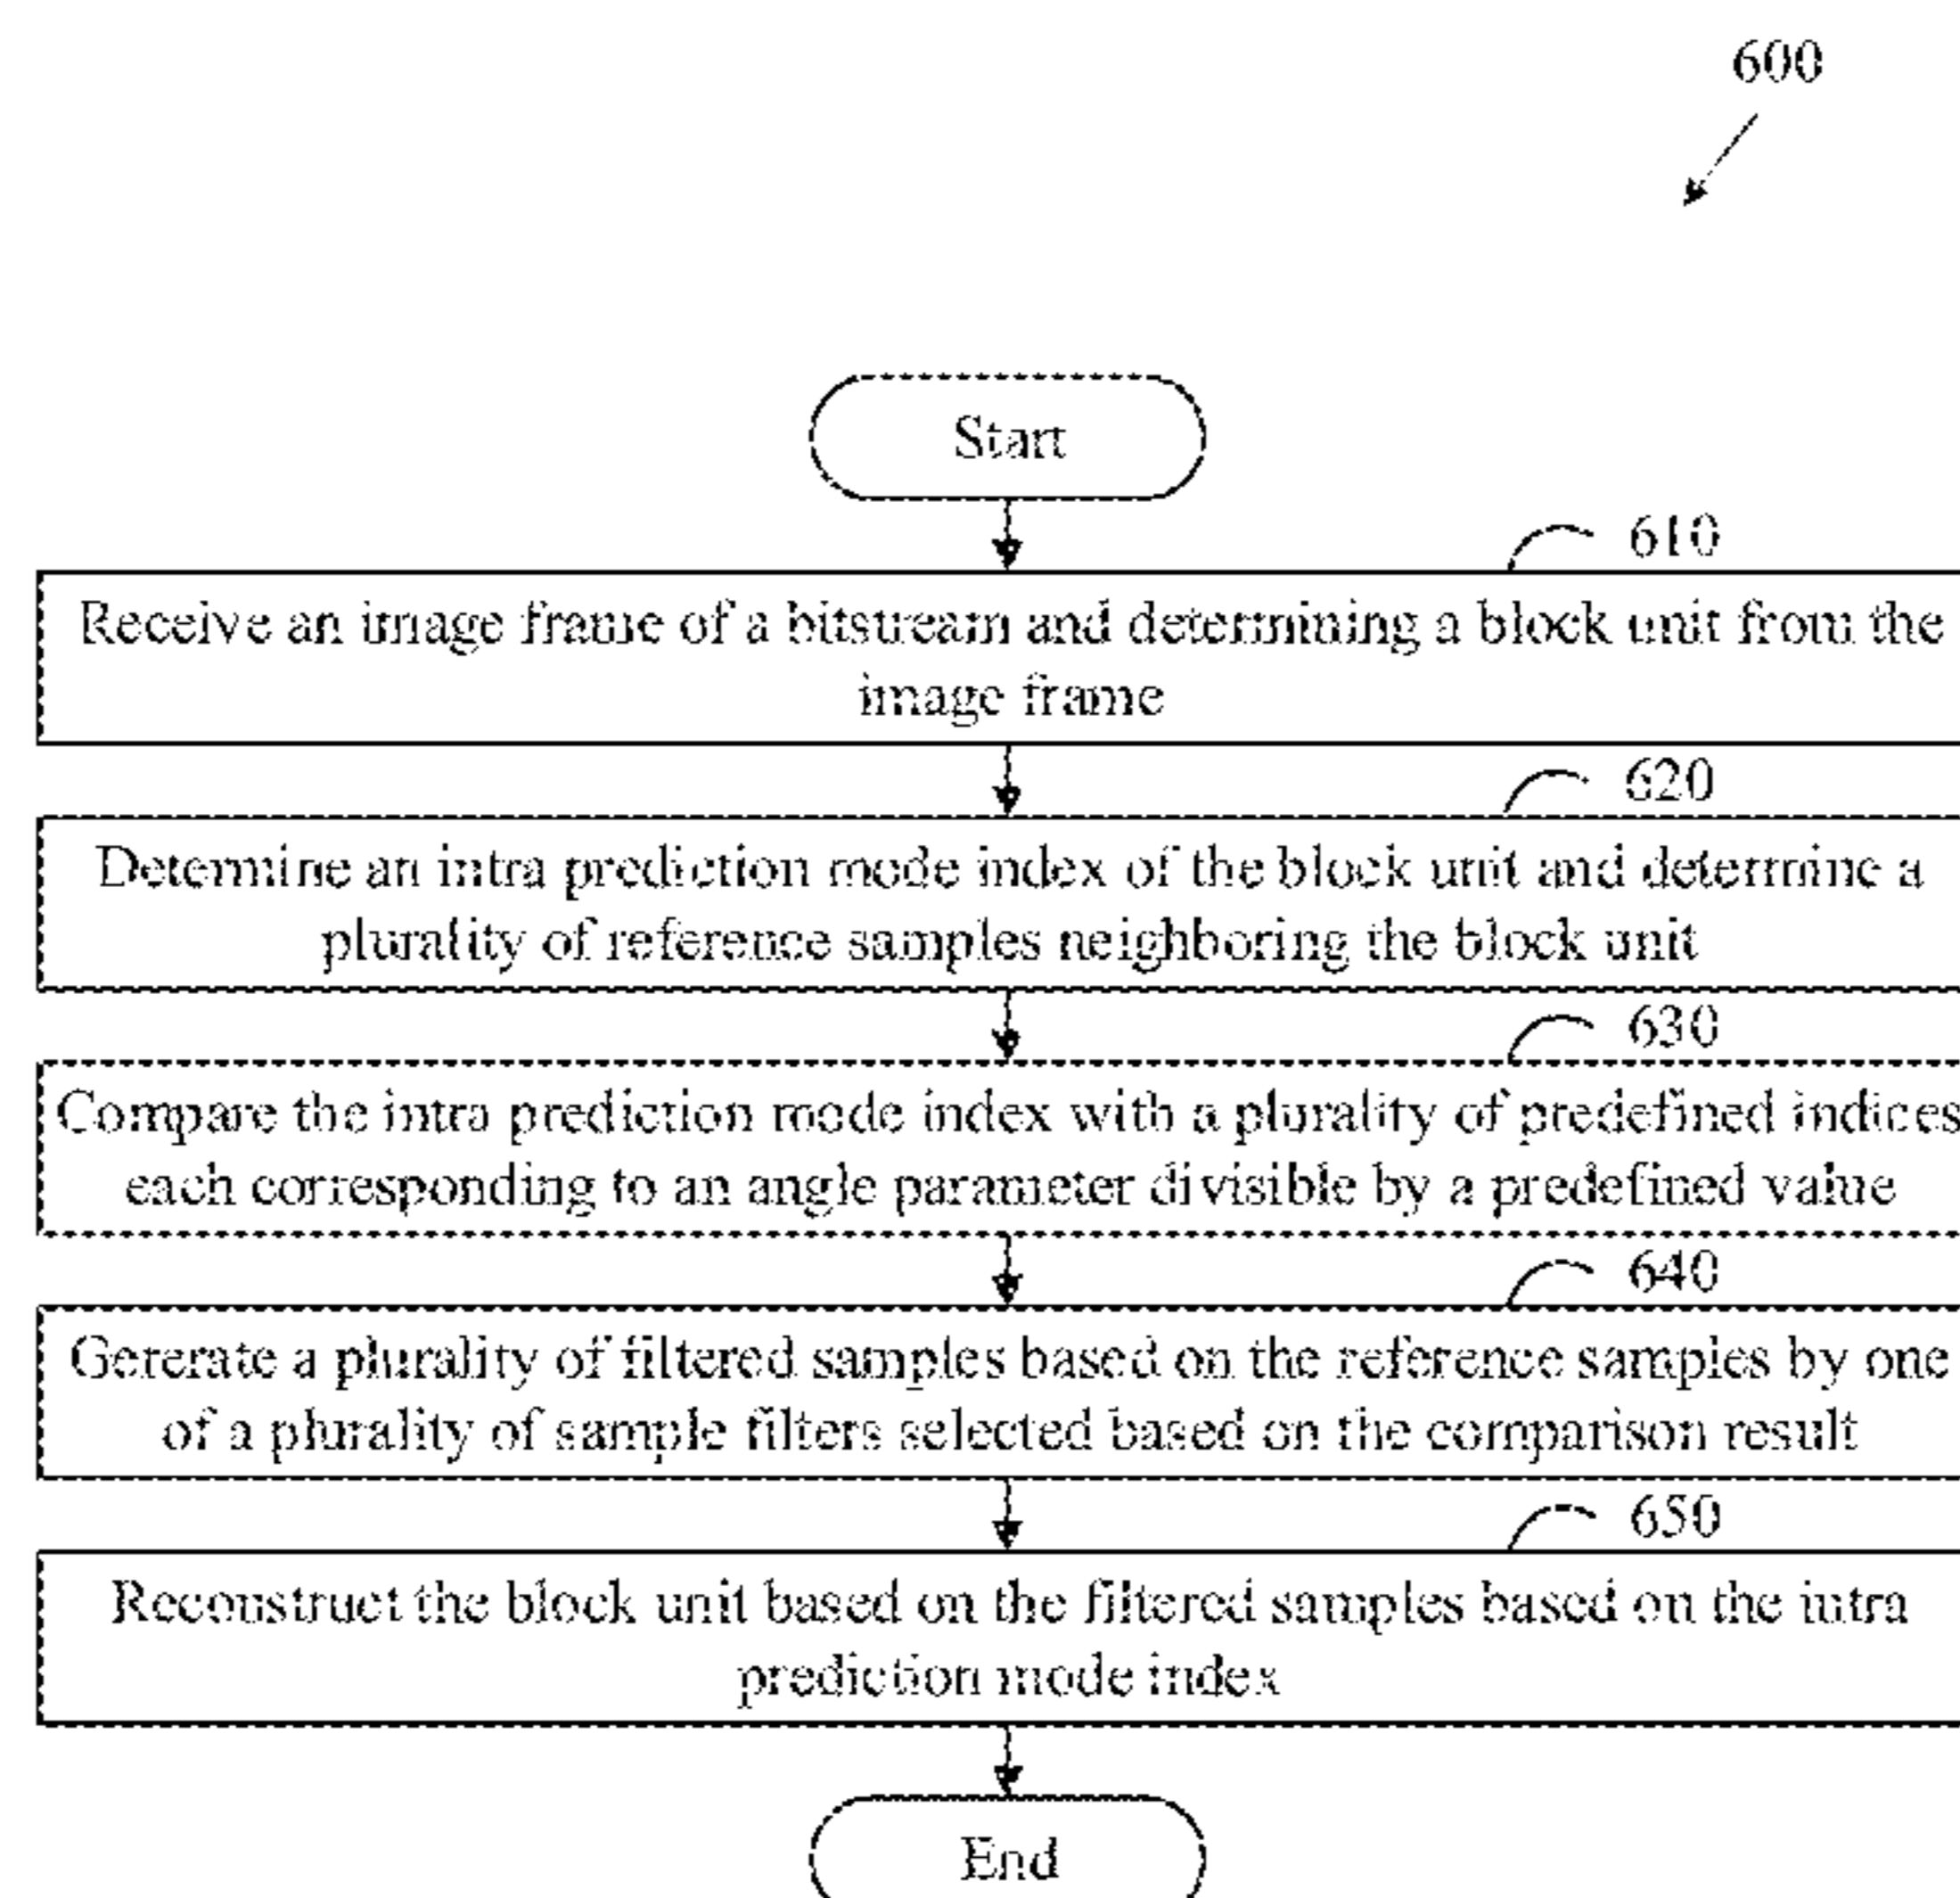 600
Start
610
Receive an image frame of a bitstream and determining a block unit from the
image frame
620
Determine an intra prediction mode index of the block unit and determine a
plurality of reference samples neighboring the block unit
630
Compare the intra prediction mode index with a plurality of predefined indices
each corresponding to an angle parameter divisible by a predefined value
640
Generate a plurality of filtered samples based on the reference samples by one
of a plurality of sample filters selected based on the comparison result
650
Reconstruct the block unit based on the filtered samples based on the intra
prediction mode index
End